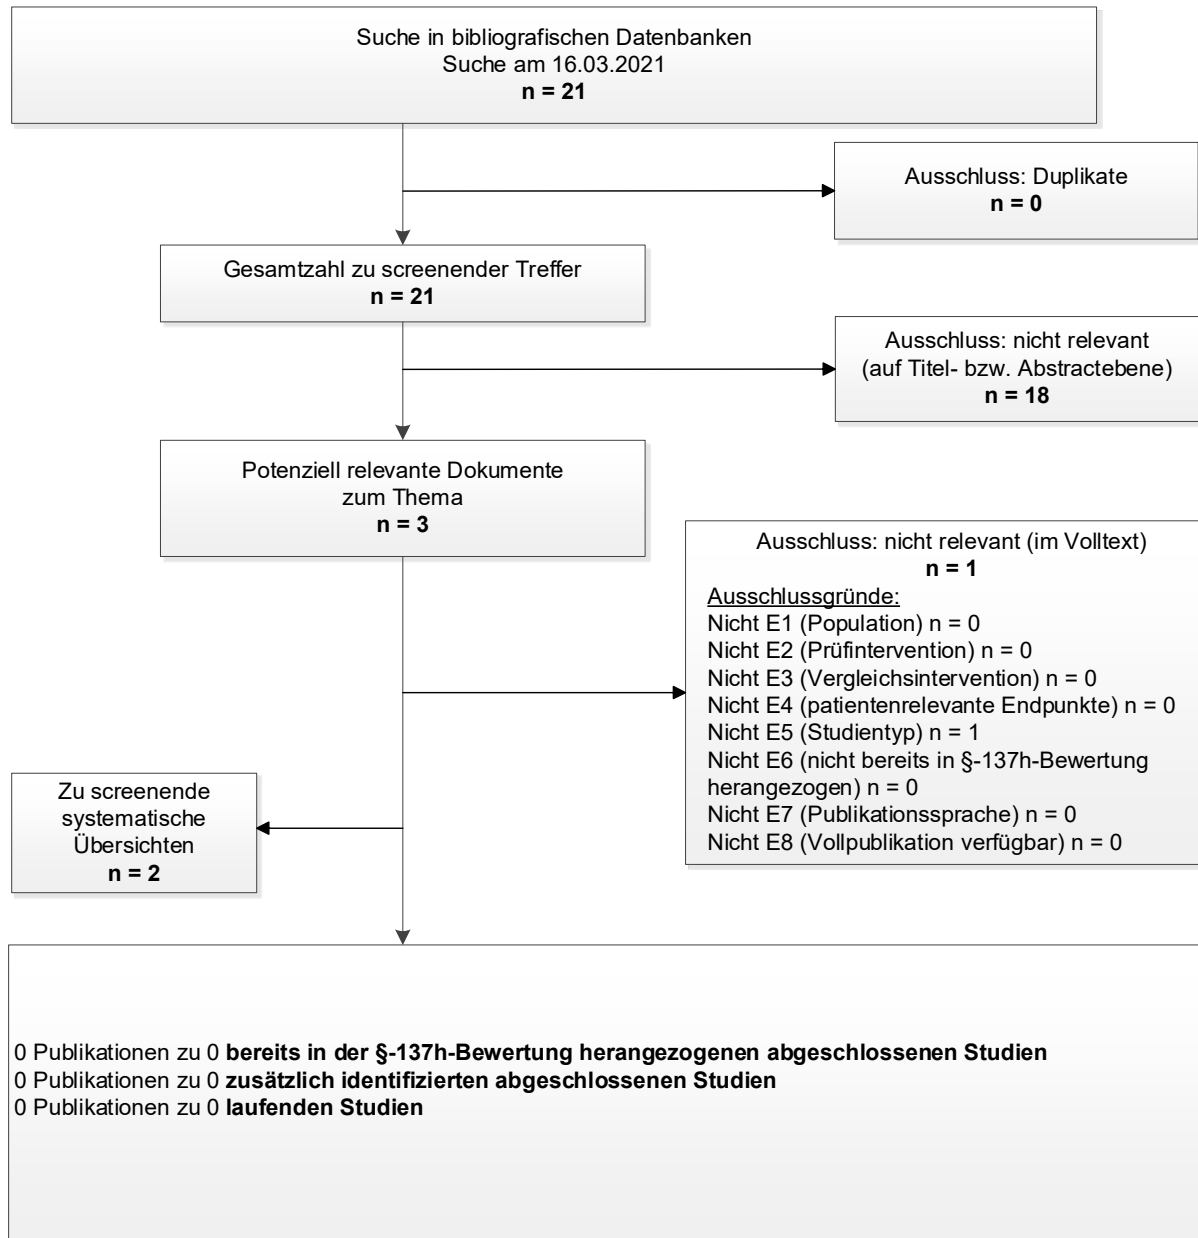 Suche in bibliografischen Datenbanken
Suche am 16.03.2021
n = 21
Ausschluss: Duplikate
n = 0
Gesamtzahl zu screenender Treffer
n = 21
Ausschluss: nicht relevant
(auf Titel- bzw. Abstractebene)
n = 18
Potenziell relevante Dokumente
zum Thema
n = 3
Ausschluss: nicht relevant (im Volltext)
n = 1
Ausschlussgründe:
Nicht E1 (Population) n = 0
Nicht E2 (Prüfintervention) n = 0
Nicht E3 (Vergleichsintervention) n = 0
Nicht E4 (patientenrelevante Endpunkte) n = 0
Nicht E5 (Studientyp) n = 1
Nicht E6 (nicht bereits in §-137h-Bewertung
herangezogen) n = 0
Nicht E7 (Publikationssprache) n = 0
Nicht E8 (Vollpublikation verfügbar) n = 0
Zu screenende
systematische
Übersichten
n = 2
0 Publikationen zu 0 bereits in der §-137h-Bewertung herangezogenen abgeschlossenen Studien
0 Publikationen zu 0 zusätzlich identifizierten abgeschlossenen Studien
0 Publikationen zu 0 laufenden Studien